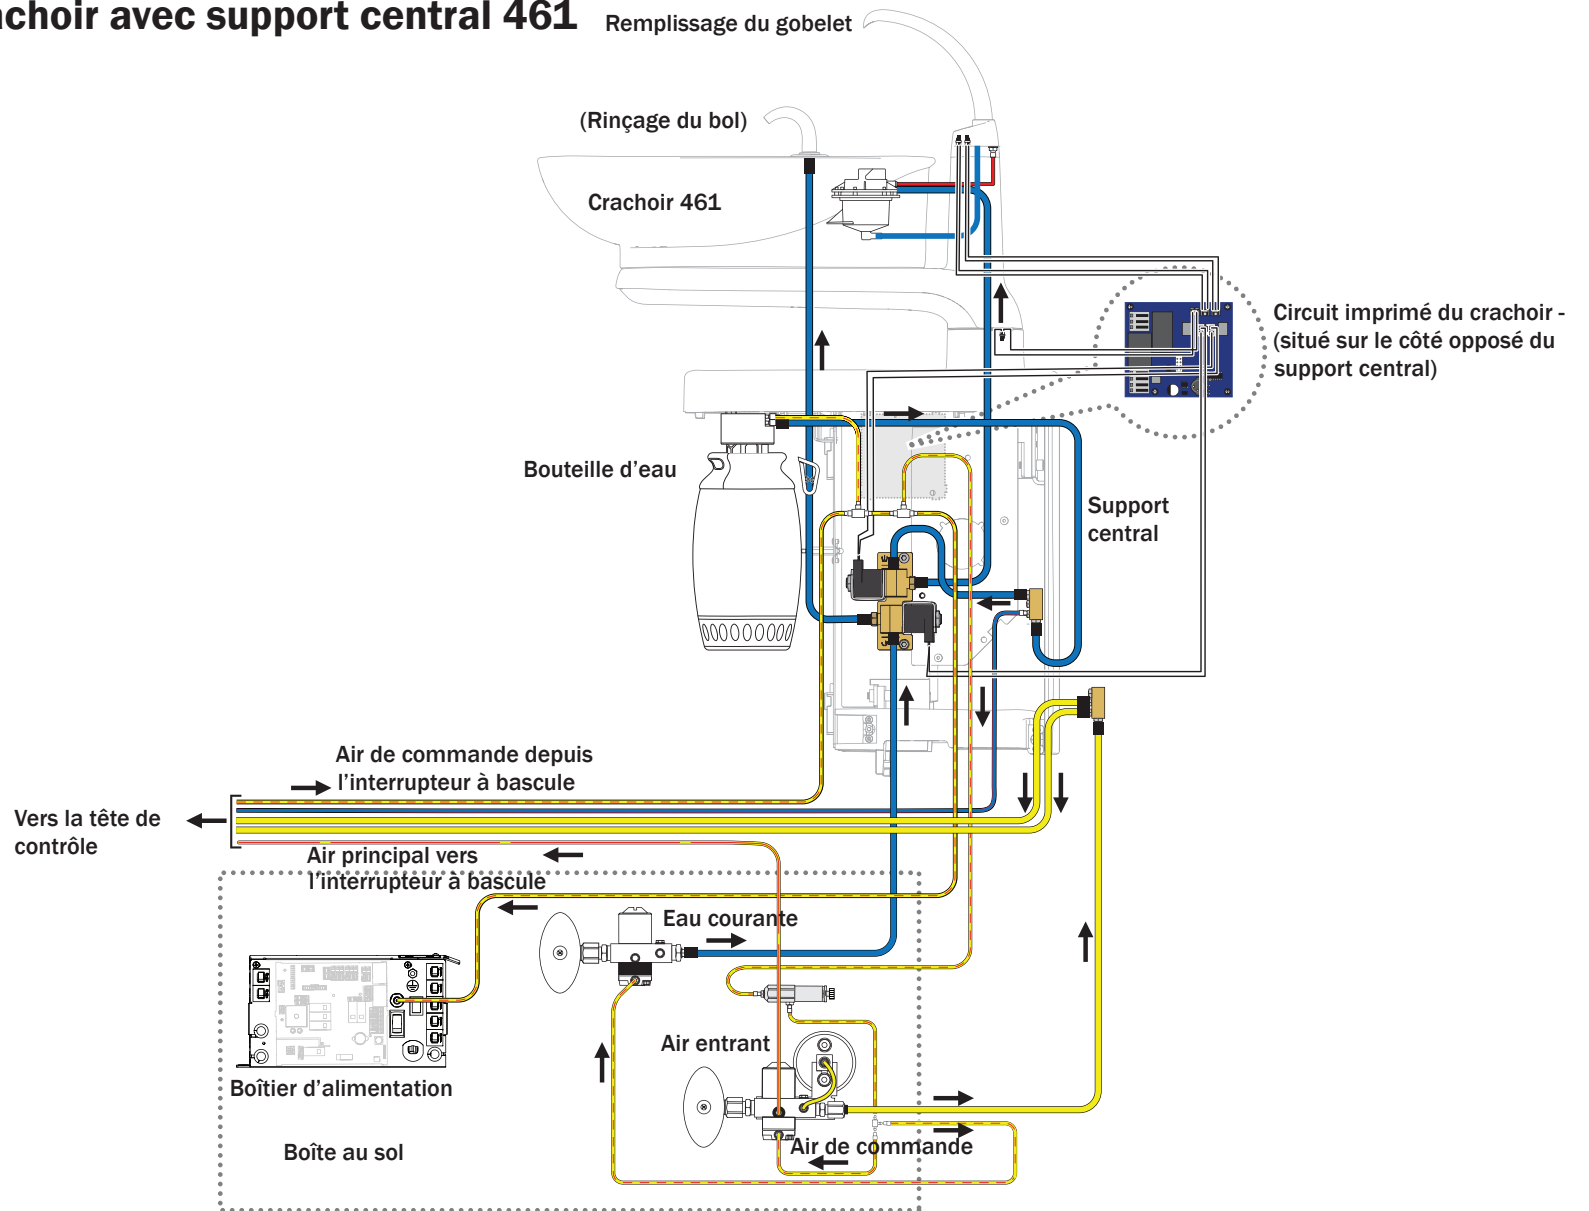 achoir avec support central 461
Remplissage du gobelet
(Rinçage du bol)
Crachoir 461
Circuit imprimé du crachoir -
(situé sur le côté opposé du
support central)
Bouteille d'eau
Support
central
Air de commande depuis
l'interrupteur à bascule
Vers la tête de
contrôle
Air principal vers
l'interrupteur à bascule
Eau courante
Air entrant
Boîtier d'alimentation
Air de commande
Boîte au sol